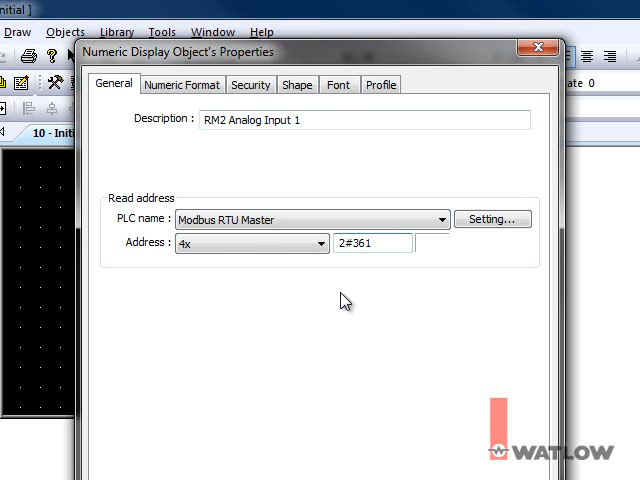 nitial ]
Draw Objects Library Tools Window Help
Numeric Display Object's Properties
ate 0
10 - Initi
General Numeric Format Security Shape Font Profile
Description : RM2 Analog Input 1
Read address
PLC name : Modbus RTU Master Setting...
Address : 4x 2#361
WATLOW